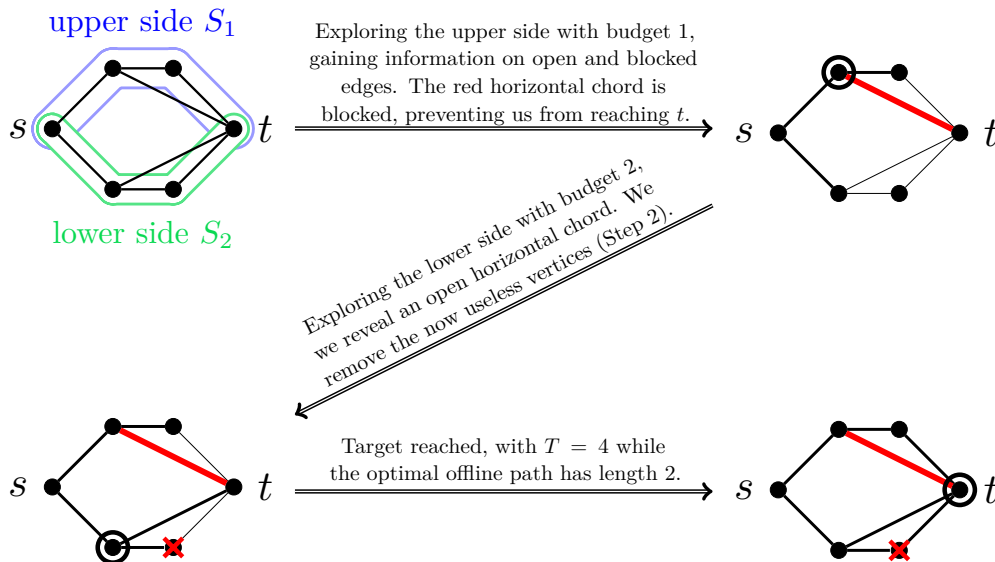 upper side S₁
s
t
lower side S₂
Exploring the upper side with budget 1,
gaining information on open and blocked
edges. The red horizontal chord is
blocked, preventing us from reaching t.
s
t
Exploring the lower side with budget 2,
we reveal an open horizontal chord. We
remove the now useless vertices (Step 2).
s
t
Target reached, with T = 4 while
the optimal offline path has length 2.
s
t